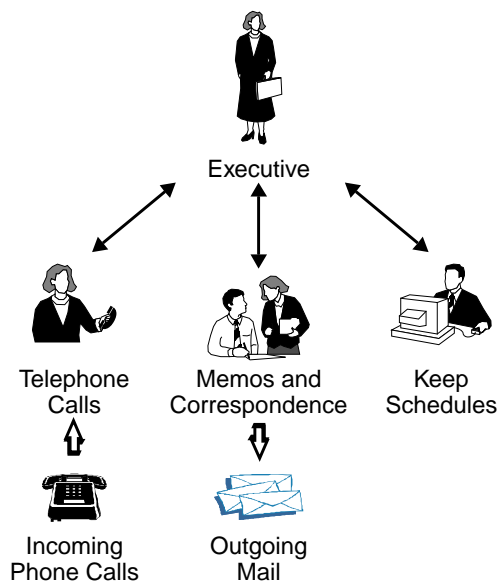 Executive
Telephone
Calls
Memos and
Correspondence
Keep
Schedules
Incoming
Phone Calls
Outgoing
Mail